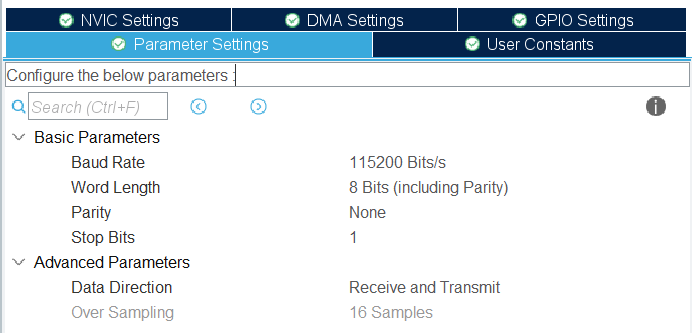 NVIC Settings DMA Settings GPIO Settings
Parameter Settings User Constants
Configure the below parameters :
Search (Ctrl+F)
Basic Parameters
Baud Rate 115200 Bits/s
Word Length 8 Bits (including Parity)
Parity None
Stop Bits 1
Advanced Parameters
Data Direction Receive and Transmit
Over Sampling 16 Samples